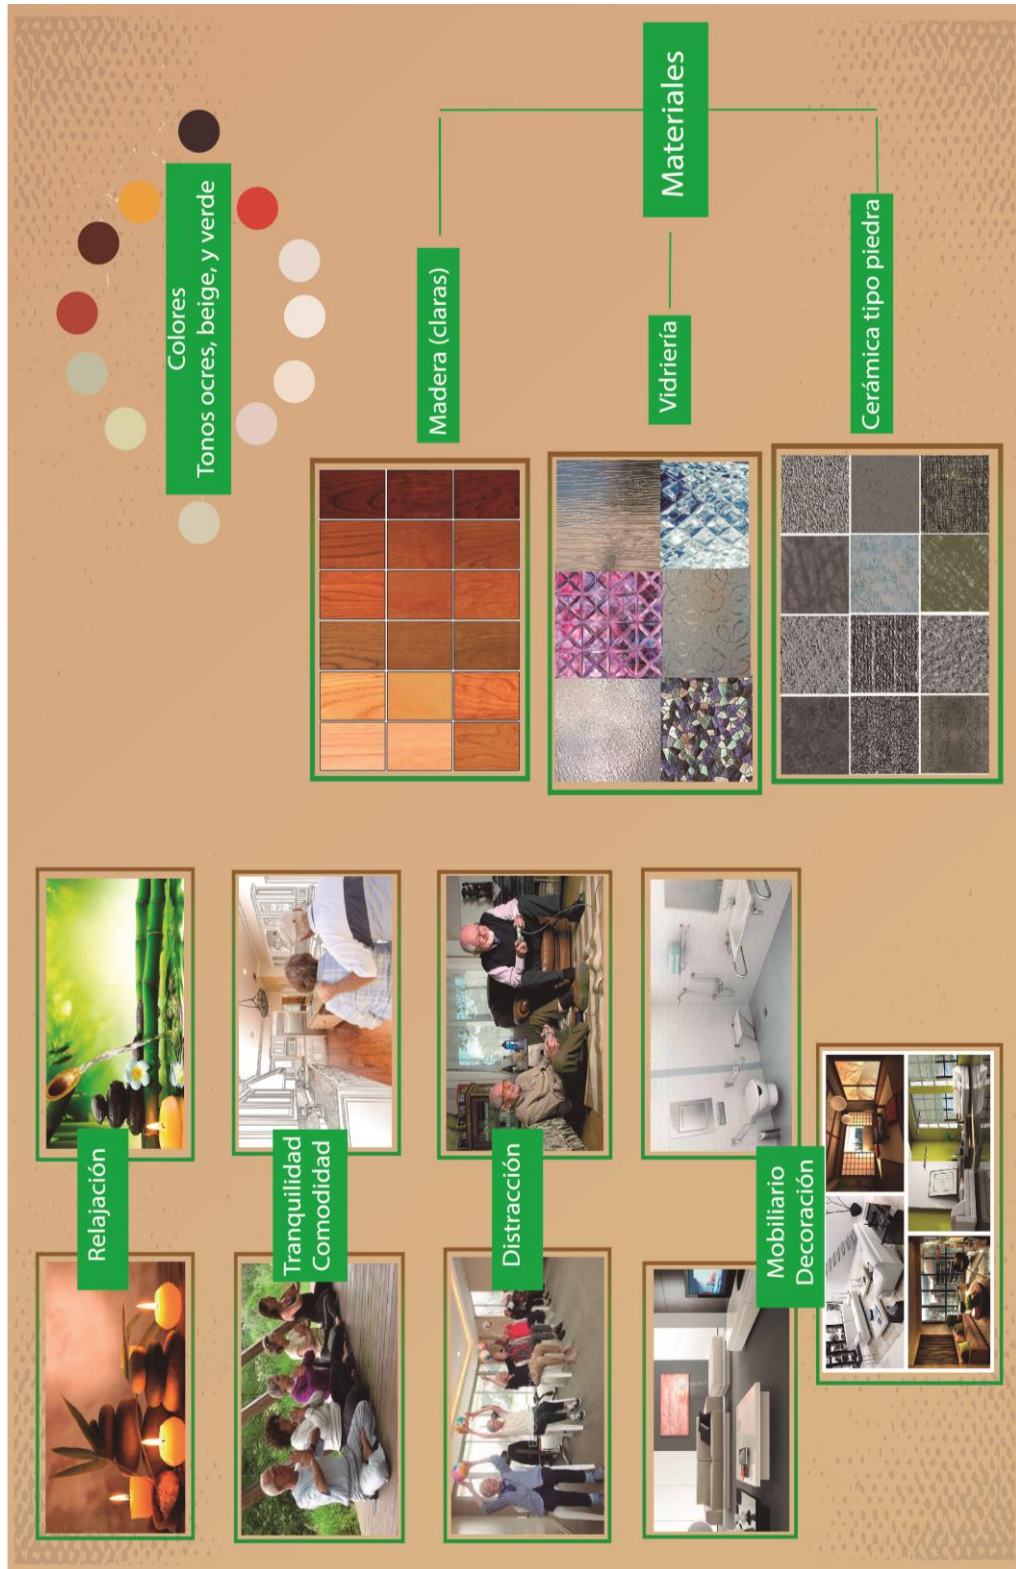 Relajación
Tranquilidad
Comodidad
Distracción
Mobiliario
Decoración
Colores
Tonos ocres, beige, y verde
Materiales
Madera (claras)
Vidriería
Cerámica tipo piedra